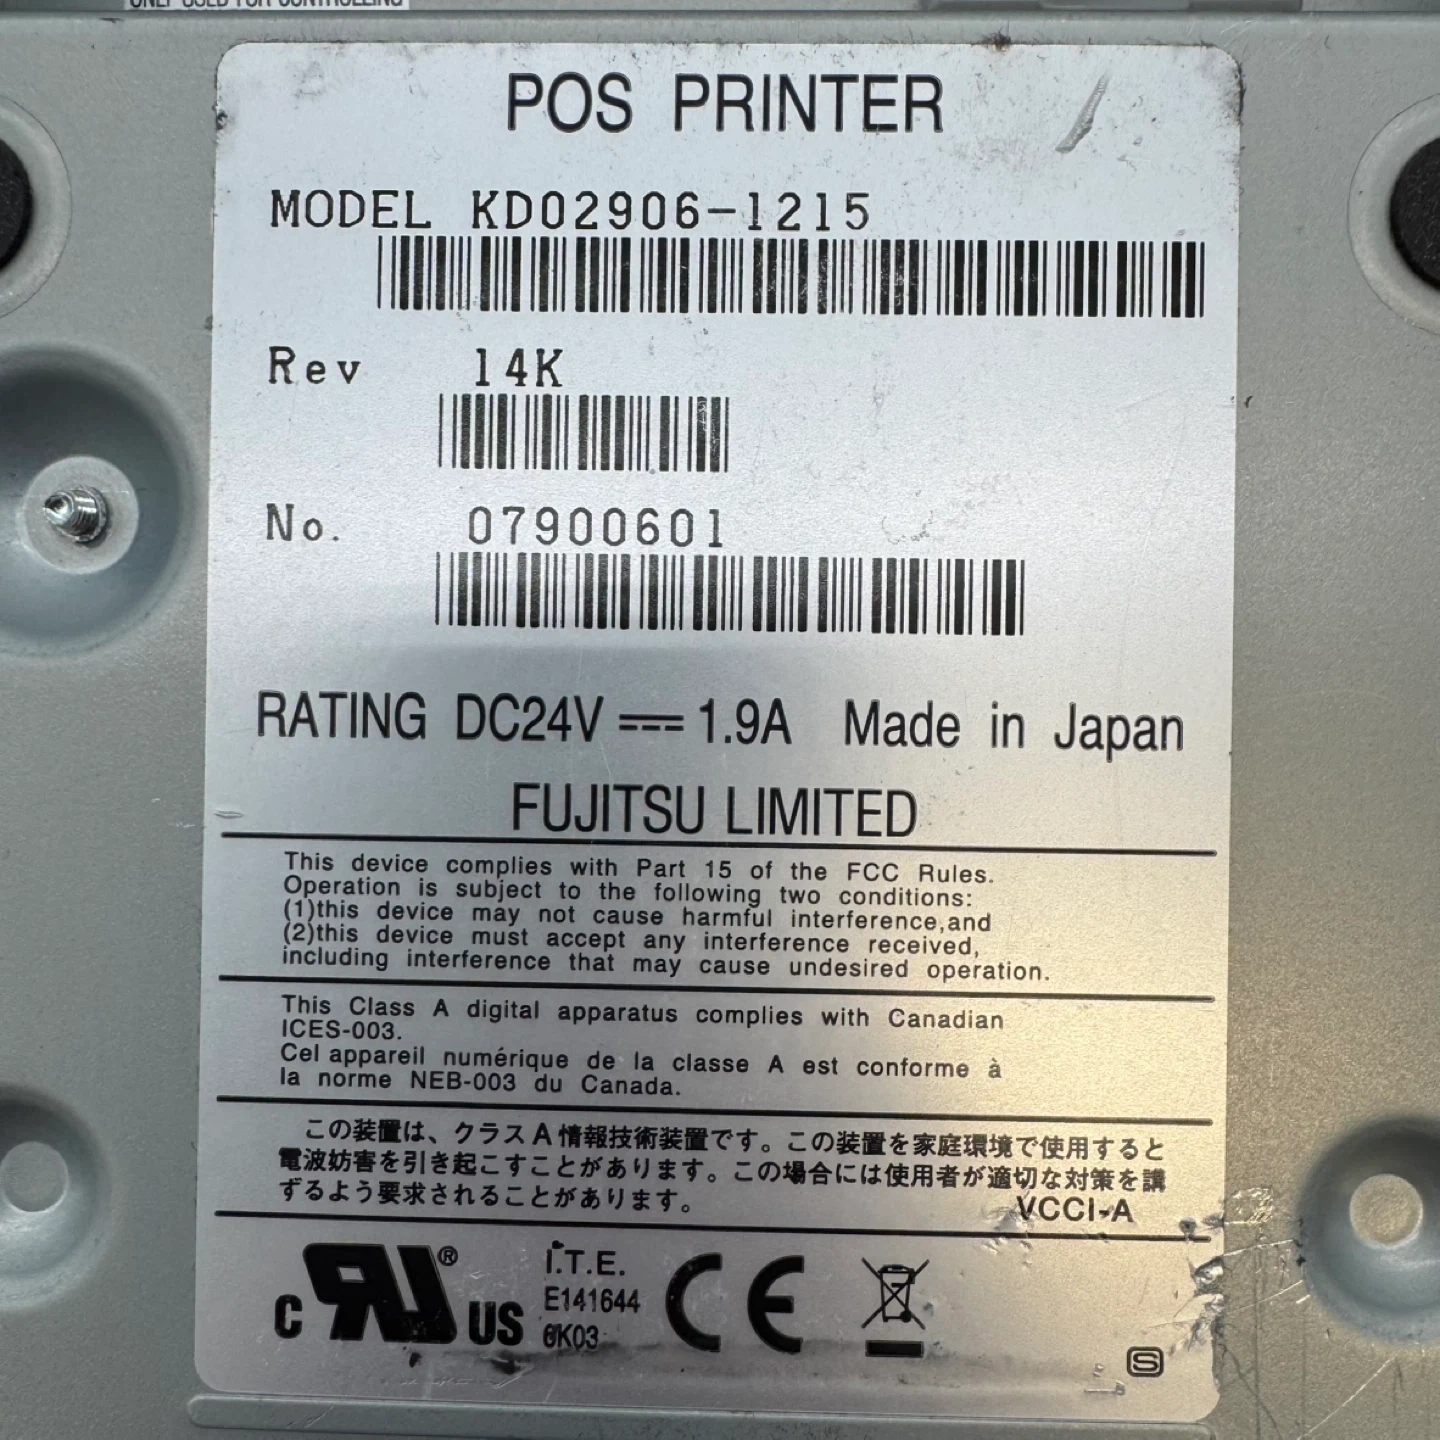 ONLY USED FOR CONTROLLING
POS PRINTER
MODEL KD02906-1215
Rev 14K
No. 07900601
RATING DC24V ⎓ 1.9A Made in Japan
FUJITSU LIMITED
This device complies with Part 15 of the FCC Rules.
Operation is subject to the following two conditions:
(1)this device may not cause harmful interference,and
(2)this device must accept any interference received,
including interference that may cause undesired operation.
This Class A digital apparatus complies with Canadian
ICES-003.
Cel appareil numérique de la classe A est conforme à
la norme NEB-003 du Canada.
この装置は、クラスA情報技術装置です。この装置を家庭環境で使用すると
電波妨害を引き起こすことがあります。この場合には使用者が適切な対策を講
ずるよう要求されることがあります。
VCCI-A
C RU ® US I.T.E. CE
E141644
6K03
S